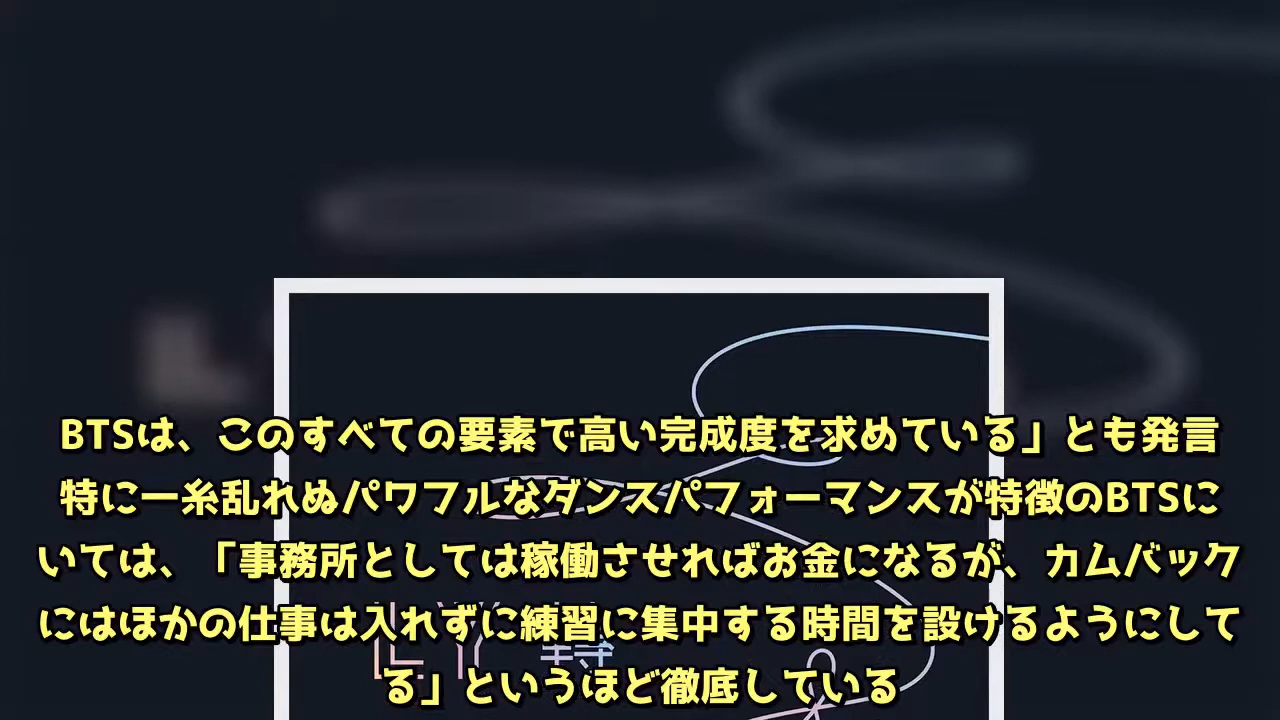 BTSは、このすべての要素で高い完成度を求めている」とも発言
特に一糸乱れぬパワフルなダンスパフォーマンスが特徴のBTSに
いては、「事務所としては稼働させればお金になるが、カムバック
にはほかの仕事は入れずに練習に集中する時間を設けるようにして
る」というほど徹底している